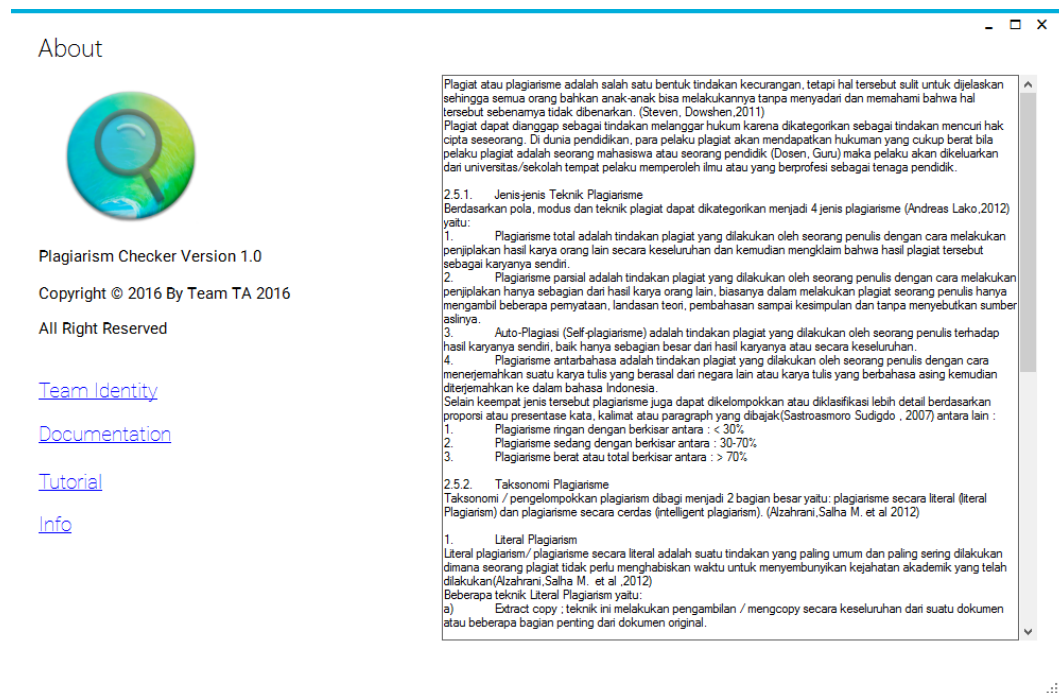 About
Plagiarism Checker Version 1.0
Copyright © 2016 By Team TA 2016
All Right Reserved
Team Identity
Documentation
Tutorial
Info
Plagiat atau plagiarisme adalah salah satu bentuk tindakan kecurangan, tetapi hal tersebut sulit untuk dijelaskan
sehingga semua orang bahkan anak-anak bisa melakukannya tanpa menyadari dan memahami bahwa hal
tersebut sebenarnya tidak dibenarkan. (Steven, Dowshen,2011)
Plagiat dapat dianggap sebagai tindakan melanggar hukum karena dikategorikan sebagai tindakan mencuri hak
cipta seseorang. Di dunia pendidikan, para pelaku plagiat akan mendapatkan hukuman yang cukup berat bila
pelaku plagiat adalah seorang mahasiswa atau seorang pendidik (Dosen, Guru) maka pelaku akan dikeluarkan
dari universitas/sekolah tempat pelaku memperoleh ilmu atau yang berprofesi sebagai tenaga pendidik.
2.5.1. Jenis-jenis Teknik Plagiarisme
Berdasarkan pola, modus dan teknik plagiat dapat dikategorikan menjadi 4 jenis plagiarisme (Andreas Lako,2012)
yaitu:
1. Plagiarisme total adalah tindakan plagiat yang dilakukan oleh seorang penulis dengan cara melakukan
penjiplakan hasil karya orang lain secara keseluruhan dan kemudian mengklaim bahwa hasil plagiat tersebut
sebagai karyanya sendiri.
2. Plagiarisme parsial adalah tindakan plagiat yang dilakukan oleh seorang penulis dengan cara melakukan
penjiplakan hanya sebagian dari hasil karya orang lain, biasanya dalam melakukan plagiat seorang penulis hanya
mengambil beberapa pernyataan, landasan teori, pembahasan sampai kesimpulan dan tanpa menyebutkan sumber
aslinya.
3. Auto-Plagiasi (Self-plagiarisme) adalah tindakan plagiat yang dilakukan oleh seorang penulis terhadap
hasil karyanya sendiri, baik hanya sebagian besar dari hasil karyanya atau secara keseluruhan.
4. Plagiarisme antarbahasa adalah tindakan plagiat yang dilakukan oleh seorang penulis dengan cara
menerjemahkan suatu karya tulis yang berasal dari negara lain atau karya tulis yang berbahasa asing kemudian
diterjemahkan ke dalam bahasa Indonesia.
Selain keempat jenis tersebut plagiarisme juga dapat dikelompokkan atau diklasifikasi lebih detail berdasarkan
proporsi atau presentase kata, kalimat atau paragraph yang dibajak(Sastroasmoro Sudigdo , 2007) antara lain :
1. Plagiarisme ringan dengan berkisar antara : < 30%
2. Plagiarisme sedang dengan berkisar antara : 30-70%
3. Plagiarisme berat atau total berkisar antara : > 70%
2.5.2. Taksonomi Plagiarisme
Taksonomi / pengelompokkan plagiarism dibagi menjadi 2 bagian besar yaitu: plagiarisme secara literal (literal
Plagiarism) dan plagiarisme secara cerdas (intelligent plagiarism). (Alzahrani,Salha M. et al 2012)
1. Literal Plagiarism
Literal plagiarism/ plagiarisme secara literal adalah suatu tindakan yang paling umum dan paling sering dilakukan
dimana seorang plagiat tidak perlu menghabiskan waktu untuk menyembunyikan kejahatan akademik yang telah
dilakukan(Alzahrani,Salha M. et al ,2012)
Beberapa teknik Literal Plagiarism yaitu:
a) Extract copy ; teknik ini melakukan pengambilan / mengcopy secara keseluruhan dari suatu dokumen
atau beberapa bagian penting dari dokumen original.